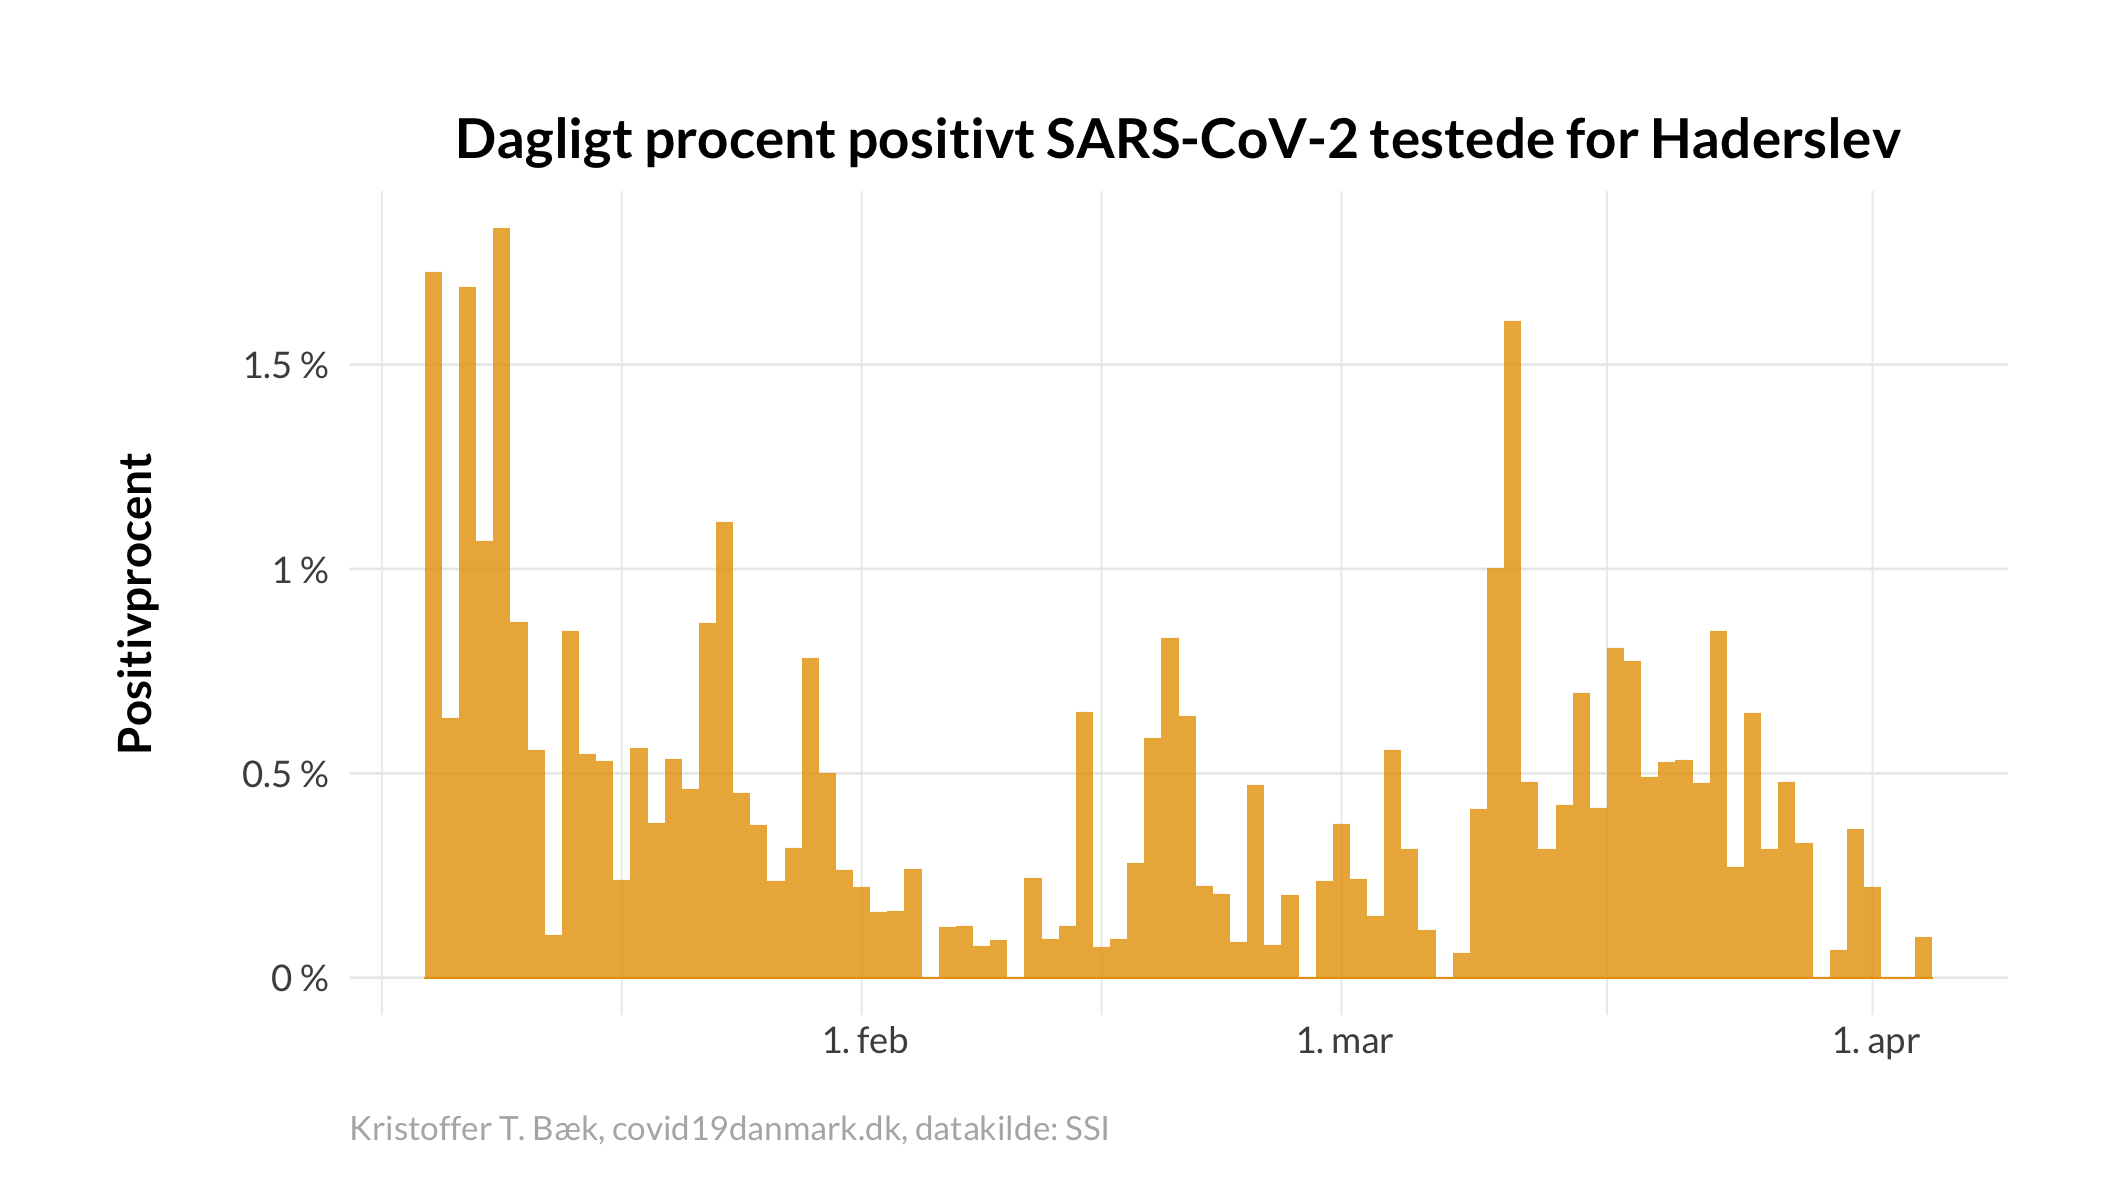 Dagligt procent positivt SARS-CoV-2 testede for Haderslev
Positivprocent
1.5 %
1 %
0.5 %
0 %
1. feb
1. mar
1. apr
Kristoffer T. Bæk, covid19danmark.dk, datakilde: SSI